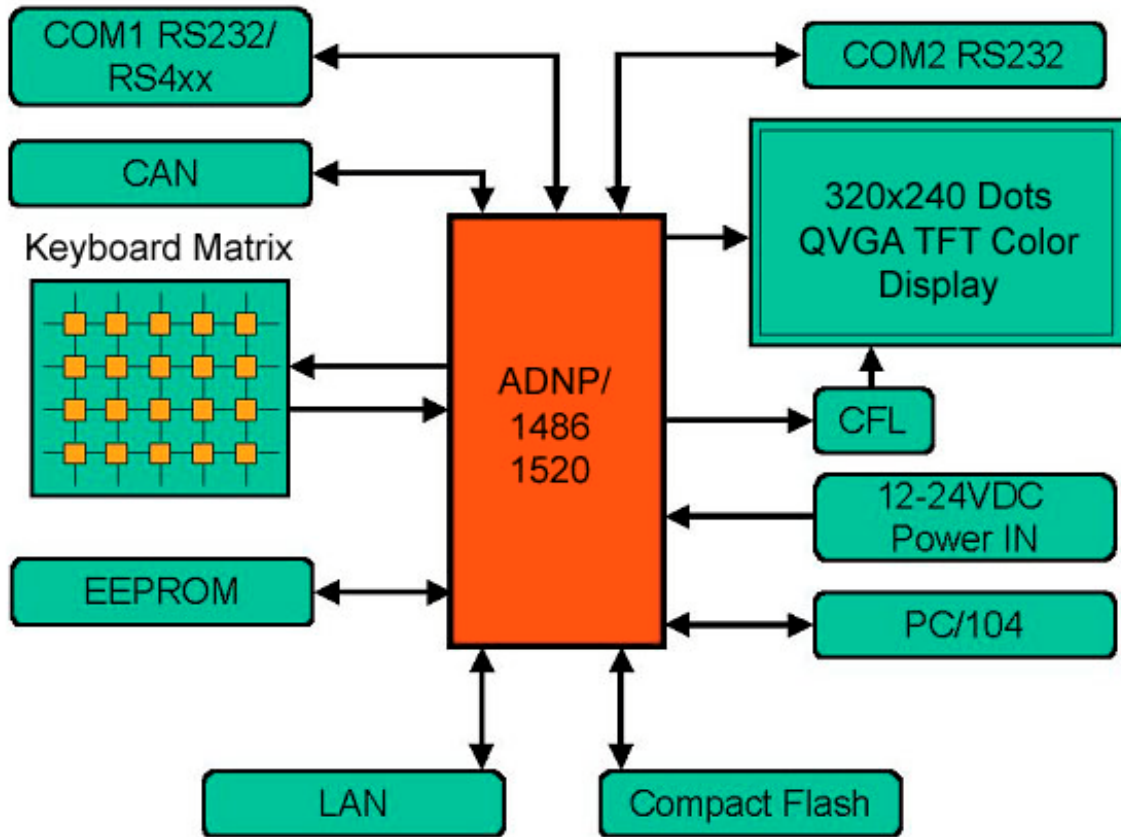 COM1 RS232/
RS4xx
COM2 RS232
CAN
320x240 Dots
QVGA TFT Color
Display
Keyboard Matrix
ADNP/
1486
1520
CFL
12-24VDC
Power IN
EEPROM
PC/104
LAN
Compact Flash